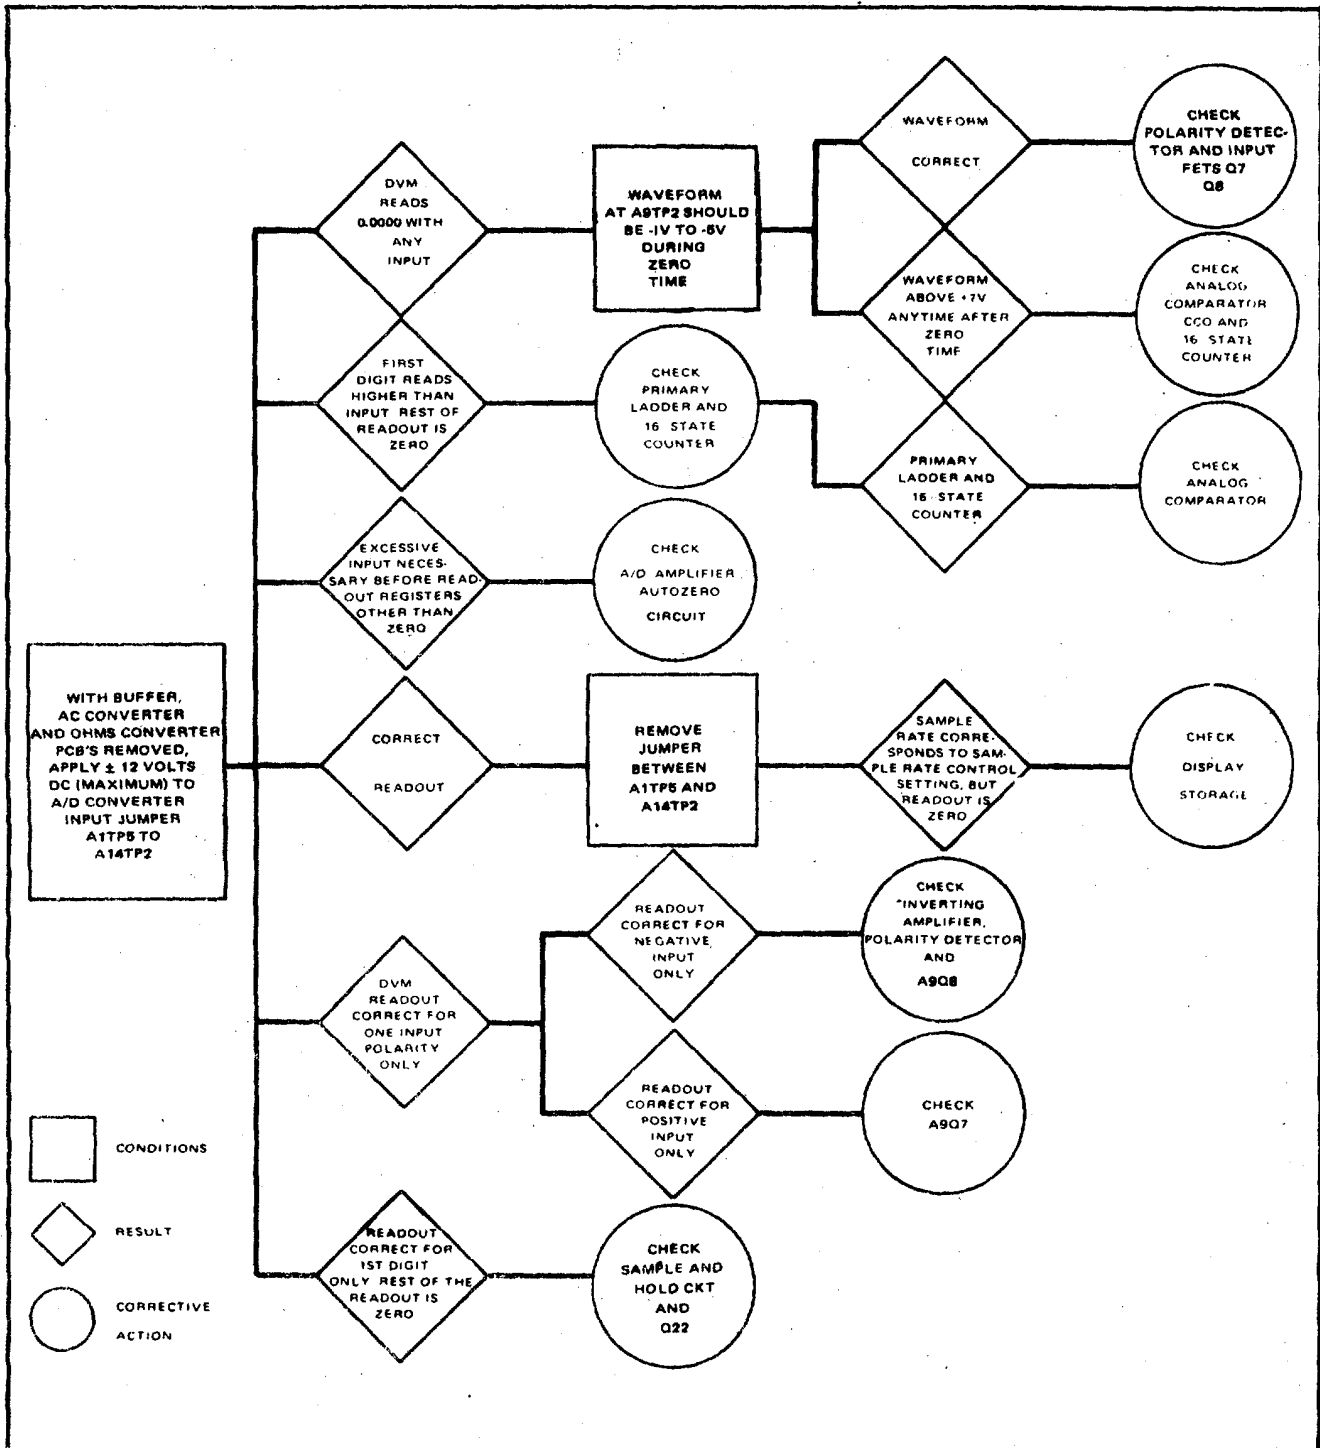 WITH BUFFER,
AC CONVERTER
AND OHMS CONVERTER
PCB'S REMOVED,
APPLY ± 12 VOLTS
DC (MAXIMUM) TO
A/D CONVERTER
INPUT JUMPER
A1TP5 TO
A14TP2
DVM
READS
0.0000 WITH
ANY
INPUT
WAVEFORM
AT A9TP2 SHOULD
BE -1V TO -5V
DURING
ZERO
TIME
WAVEFORM
CORRECT
CHECK
POLARITY DETEC-
TOR AND INPUT
FETS Q7
Q8
WAVEFORM
ABOVE +7V
ANYTIME AFTER
ZERO
TIME
CHECK
ANALOG
COMPARATOR
CCO AND
16 STATE
COUNTER
FIRST
DIGIT READS
HIGHER THAN
INPUT REST OF
READOUT IS
ZERO
CHECK
PRIMARY
LADDER AND
16 STATE
COUNTER
PRIMARY
LADDER AND
16 - STATE
COUNTER
CHECK
ANALOG
COMPARATOR
EXCESSIVE
INPUT NECES-
SARY BEFORE READ-
OUT REGISTERS
OTHER THAN
ZERO
CHECK
A/D AMPLIFIER
AUTOZERO
CIRCUIT
CORRECT
READOUT
REMOVE
JUMPER
BETWEEN
A1TP5 AND
A14TP2
SAMPLE
RATE CORRE-
SPONDS TO SAM-
PLE RATE CONTROL
SETTING, BUT
READOUT IS
ZERO
CHECK
DISPLAY
STORAGE
DVM
READOUT
CORRECT FOR
ONE INPUT
POLARITY
ONLY
READOUT
CORRECT FOR
NEGATIVE
INPUT
ONLY
CHECK
INVERTING
AMPLIFIER,
POLARITY DETECTOR
AND
A9Q8
READOUT
CORRECT FOR
POSITIVE
INPUT
ONLY
CHECK
A9Q7
READOUT
CORRECT FOR
1ST DIGIT
ONLY REST OF THE
READOUT IS
ZERO
CHECK
SAMPLE AND
HOLD CKT
AND
Q22
CONDITIONS
RESULT
CORRECTIVE
ACTION